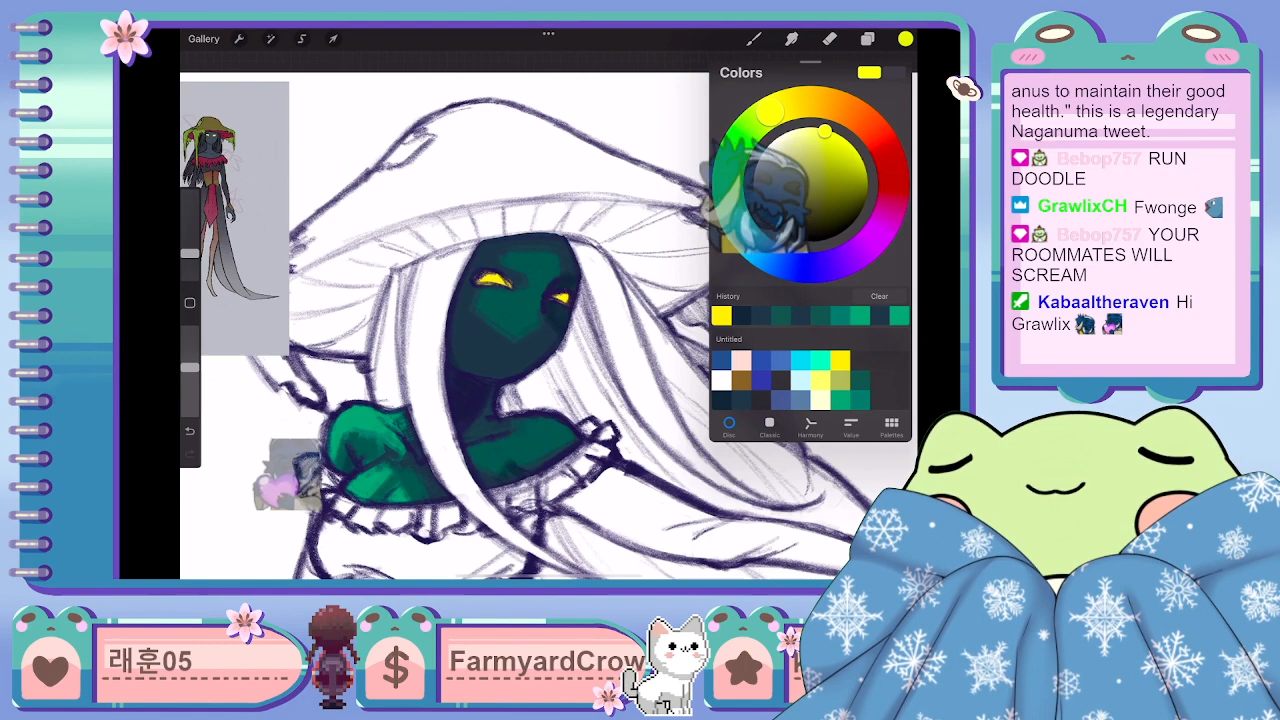 Gallery
Colors
History
Clear
Untitled
Disc
Classic
Harmony
Value
Palettes
anus to maintain their good
health." this is a legendary
Naganuma tweet
Bebop757 RUN
DOODLE
GrawlixCH Fwonge
Bebop757 YOUR
ROOMMATES WILL
SCREAM
Kabaaltheraven Hi
Grawlix
래훈05
$
FarmyardCrow